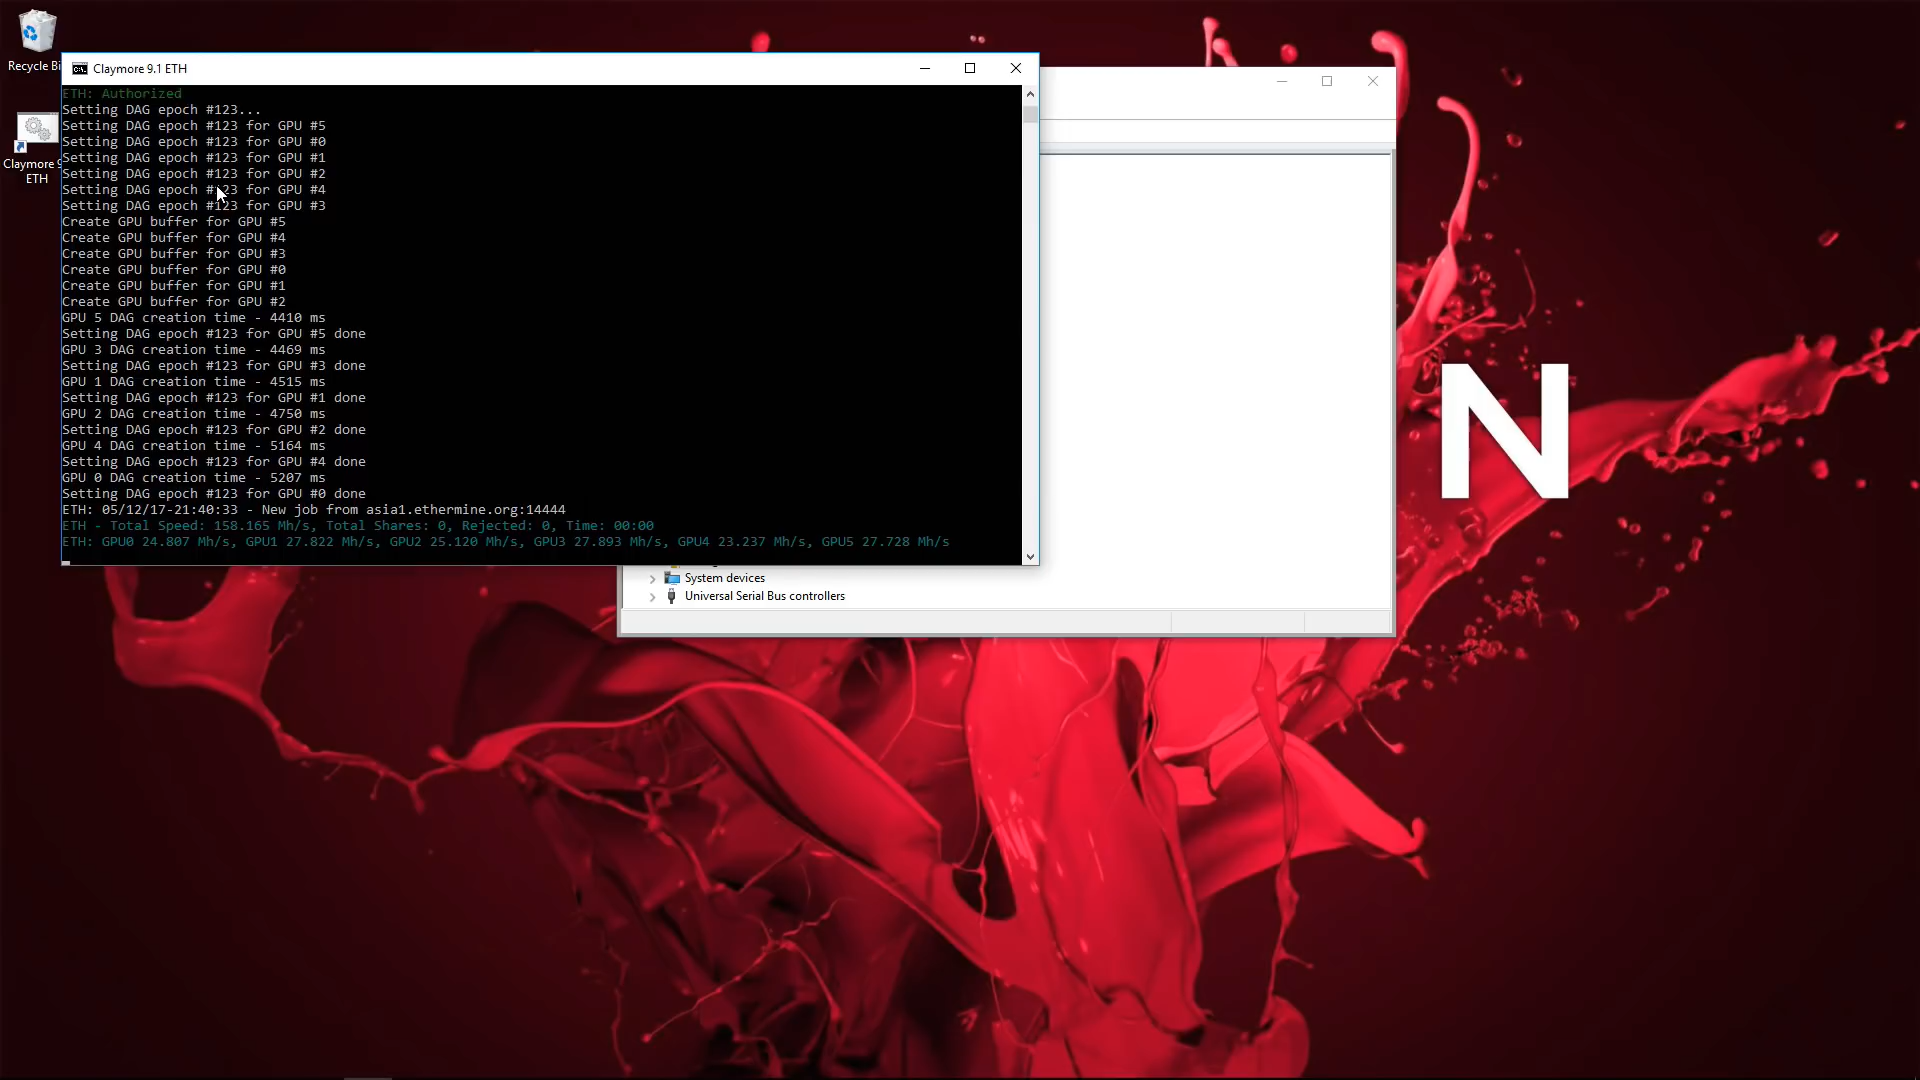 Recycle Bi
Claymore 9
ETH
Claymore 9.1 ETH
ETH: Authorized
Setting DAG epoch #123...
Setting DAG epoch #123 for GPU #5
Setting DAG epoch #123 for GPU #0
Setting DAG epoch #123 for GPU #1
Setting DAG epoch #123 for GPU #2
Setting DAG epoch #123 for GPU #4
Setting DAG epoch #123 for GPU #3
Create GPU buffer for GPU #5
Create GPU buffer for GPU #4
Create GPU buffer for GPU #3
Create GPU buffer for GPU #0
Create GPU buffer for GPU #1
Create GPU buffer for GPU #2
GPU 5 DAG creation time - 4410 ms
Setting DAG epoch #123 for GPU #5 done
GPU 3 DAG creation time - 4469 ms
Setting DAG epoch #123 for GPU #3 done
GPU 1 DAG creation time - 4515 ms
Setting DAG epoch #123 for GPU #1 done
GPU 2 DAG creation time - 4750 ms
Setting DAG epoch #123 for GPU #2 done
GPU 4 DAG creation time - 5164 ms
Setting DAG epoch #123 for GPU #4 done
GPU 0 DAG creation time - 5207 ms
Setting DAG epoch #123 for GPU #0 done
ETH: 05/12/17-21:40:33 - New job from asia1.ethermine.org:14444
ETH - Total Speed: 158.165 Mh/s, Total Shares: 0, Rejected: 0, Time: 00:00
ETH: GPU0 24.807 Mh/s, GPU1 27.822 Mh/s, GPU2 25.120 Mh/s, GPU3 27.893 Mh/s, GPU4 23.237 Mh/s, GPU5 27.728 Mh/s
System devices
Universal Serial Bus controllers
N